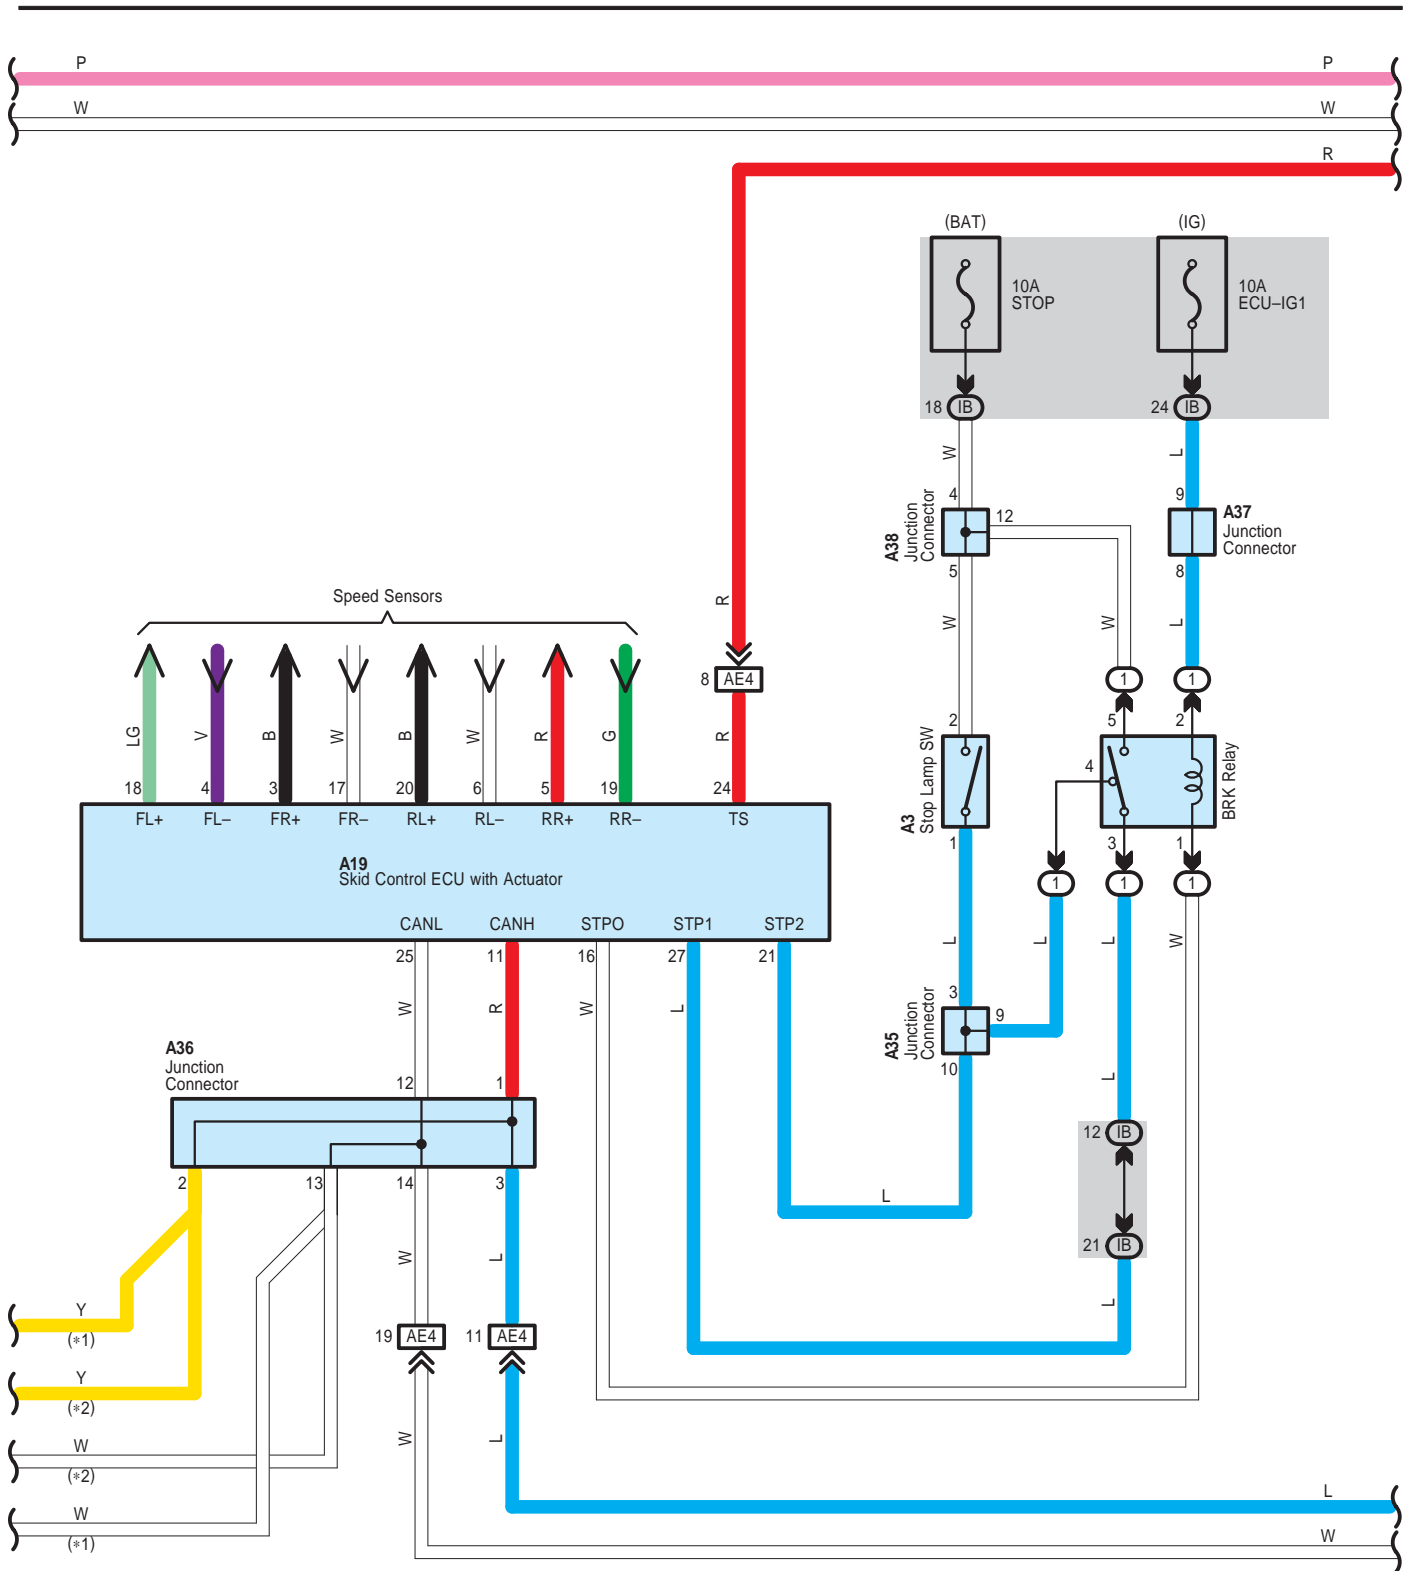 P P
W W
R
(BAT) (IG)
10A
STOP
10A
ECU–IG1
18 IB 24 IB
W L
4 9
A38
Junction
Connector
12
A37
Junction
Connector
5 8
Speed Sensors
R W W L
8 AE4 1 1
LG V B W B W R G R
2 5 2
A3
Stop Lamp SW
4
BRK Relay
18 4 3 17 20 6 5 19 24
FL+ FL– FR+ FR– RL+ RL– RR+ RR– TS
1 3 1
A19
Skid Control ECU with Actuator
1 1 1
CANL CANH STPO STP1 STP2
25 11 16 27 21
L L L W
W R W L
3
A35
Junction
Connector
9
10
A36
Junction
Connector
12 1
L
12 IB
2 13 14 3
L
W L
21 IB
L
Y
(*1)
19 AE4 11 AE4
Y
(*2)
W
(*2)
W L
W
(*1)
L
W